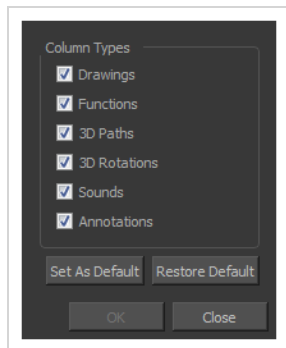 Column Types
Drawings
Functions
3D Paths
3D Rotations
Sounds
Annotations
Set As Default Restore Default
OK Close